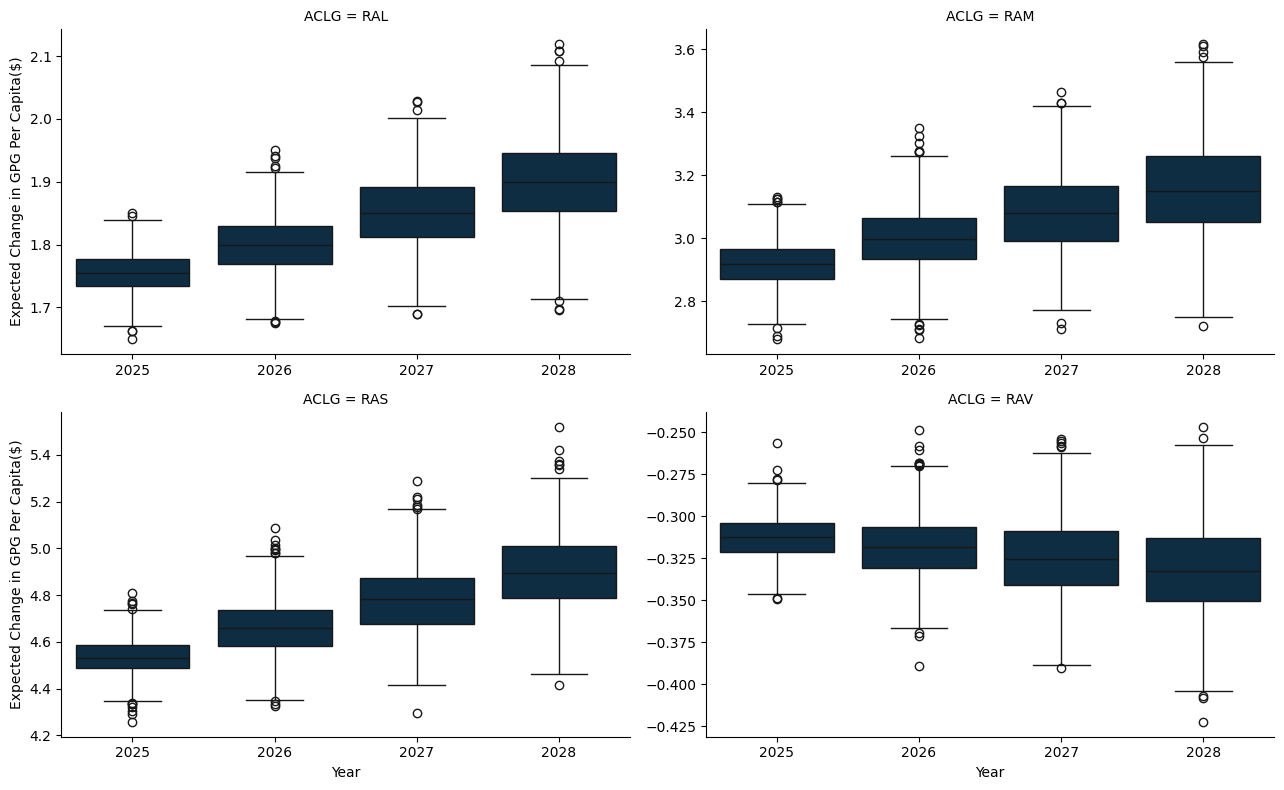 ACLG = RAL
ACLG = RAM
Expected Change in GPG Per Capita($)
2.1
2.0
1.9
1.8
1.7
2025 2026 2027 2028
3.6
3.4
3.2
3.0
2.8
2025 2026 2027 2028
ACLG = RAS
ACLG = RAV
Expected Change in GPG Per Capita($)
5.4
5.2
5.0
4.8
4.6
4.4
4.2
2025 2026 2027 2028
Year
−0.250
−0.275
−0.300
−0.325
−0.350
−0.375
−0.400
−0.425
2025 2026 2027 2028
Year